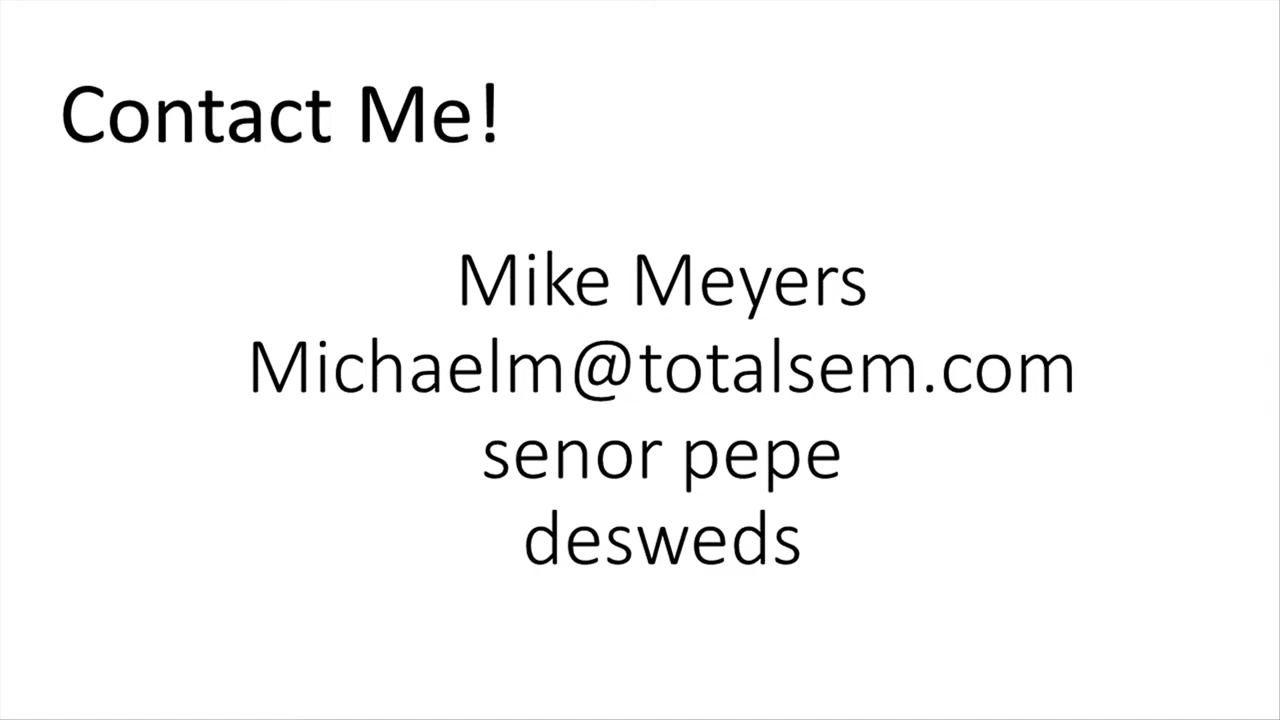 Contact Me!
Mike Meyers
Michaelm@totalsem.com
senor pepe
desweds